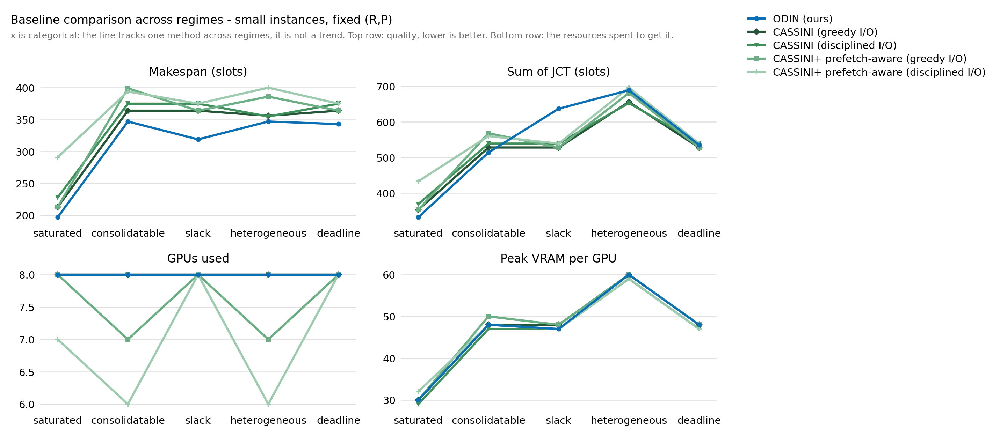 Baseline comparison across regimes - small instances, fixed (R,P)
x is categorical: the line tracks one method across regimes, it is not a trend. Top row: quality, lower is better. Bottom row: the resources spent to get it.
ODIN (ours)
CASSINI (greedy I/O)
CASSINI (disciplined I/O)
CASSINI+ prefetch-aware (greedy I/O)
CASSINI+ prefetch-aware (disciplined I/O)
Makespan (slots)
400
350
300
250
200
saturated consolidatable slack heterogeneous deadline
Sum of JCT (slots)
700
600
500
400
saturated consolidatable slack heterogeneous deadline
GPUs used
8.0
7.5
7.0
6.5
6.0
saturated consolidatable slack heterogeneous deadline
Peak VRAM per GPU
60
50
40
30
saturated consolidatable slack heterogeneous deadline